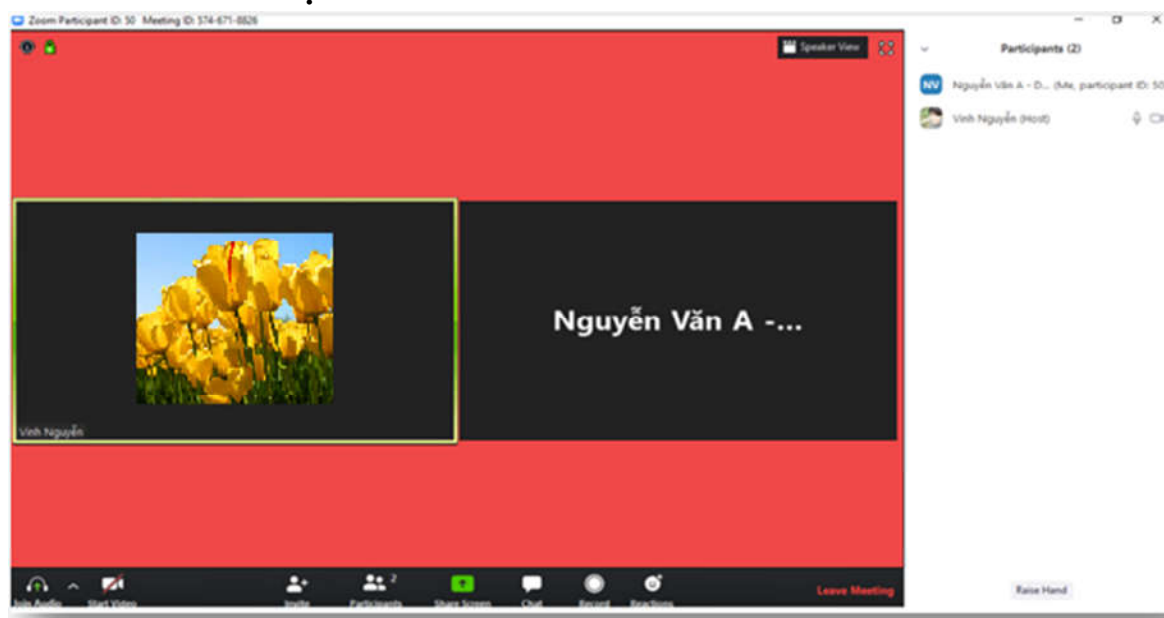 Zoom Participant ID: 50 Meeting ID: 574-671-8826
Speaker View
Participants (2)
NV
Nguyễn Văn A - D... (Me, participant ID: 50
Vinh Nguyễn (Host)
Nguyễn Văn A -...
Vinh Nguyễn
Join Audio
Start Video
Invite
Participants
2
Share Screen
Chat
Record
Reactions
Leave Meeting
Raise Hand